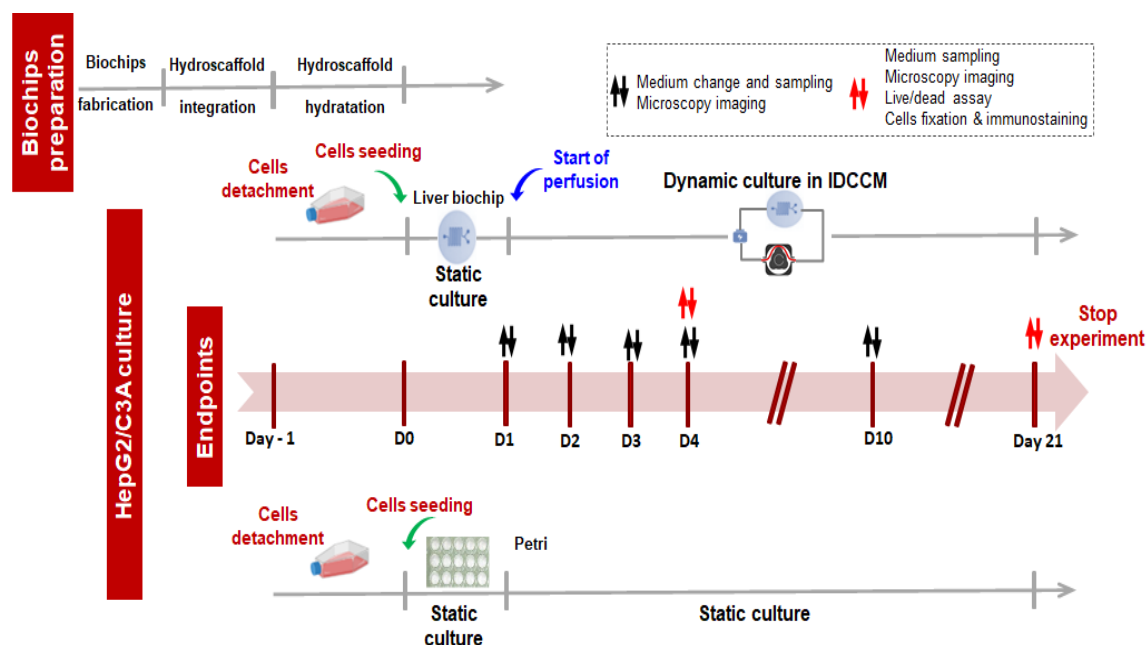 Biochips
preparation
Biochips
fabrication
Hydroscaffold
integration
Hydroscaffold
hydratation
Medium change and sampling
Microscopy imaging
Medium sampling
Microscopy imaging
Live/dead assay
Cells fixation & immunostaining
HepG2/C3A culture
Cells
detachment
Cells seeding
Liver biochip
Static
culture
Start of
perfusion
Dynamic culture in IDCCM
Endpoints
Stop
experiment
Day - 1
D0
D1
D2
D3
D4
D10
Day 21
Cells
detachment
Cells seeding
Petri
Static
culture
Static culture